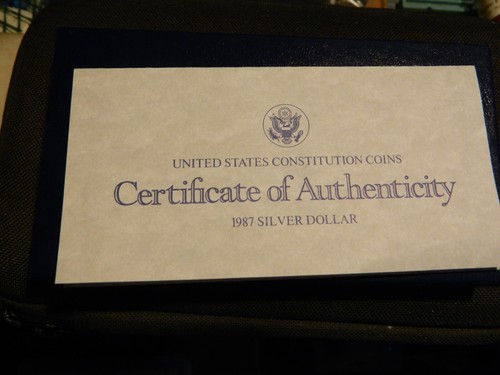 UNITED STATES CONSTITUTION COINS
Certificate of Authenticity
1987 SILVER DOLLAR